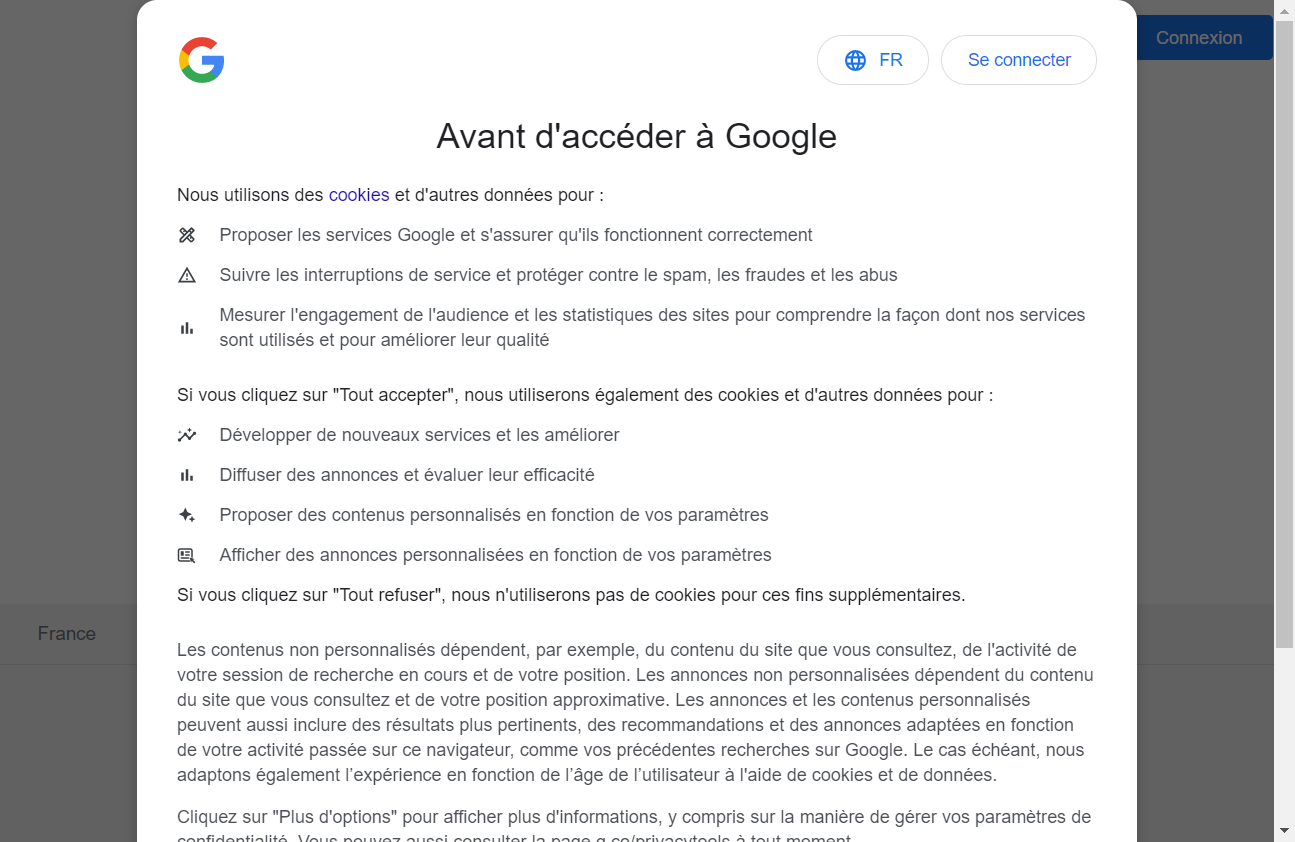 Connexion
FR
Se connecter
Avant d'accéder à Google
Nous utilisons des cookies et d'autres données pour :
Proposer les services Google et s'assurer qu'ils fonctionnent correctement
Suivre les interruptions de service et protéger contre le spam, les fraudes et les abus
Mesurer l'engagement de l'audience et les statistiques des sites pour comprendre la façon dont nos services
sont utilisés et pour améliorer leur qualité
Si vous cliquez sur "Tout accepter", nous utiliserons également des cookies et d'autres données pour :
Développer de nouveaux services et les améliorer
Diffuser des annonces et évaluer leur efficacité
Proposer des contenus personnalisés en fonction de vos paramètres
Afficher des annonces personnalisées en fonction de vos paramètres
Si vous cliquez sur "Tout refuser", nous n'utiliserons pas de cookies pour ces fins supplémentaires.
France
Les contenus non personnalisés dépendent, par exemple, du contenu du site que vous consultez, de l'activité de
votre session de recherche en cours et de votre position. Les annonces non personnalisées dépendent du contenu
du site que vous consultez et de votre position approximative. Les annonces et les contenus personnalisés
peuvent aussi inclure des résultats plus pertinents, des recommandations et des annonces adaptées en fonction
de votre activité passée sur ce navigateur, comme vos précédentes recherches sur Google. Le cas échéant, nous
adaptons également l’expérience en fonction de l’âge de l’utilisateur à l'aide de cookies et de données.
Cliquez sur "Plus d'options" pour afficher plus d'informations, y compris sur la manière de gérer vos paramètres de
confidentialité. Vous pouvez aussi consulter la page g.co/privacytools à tout moment.